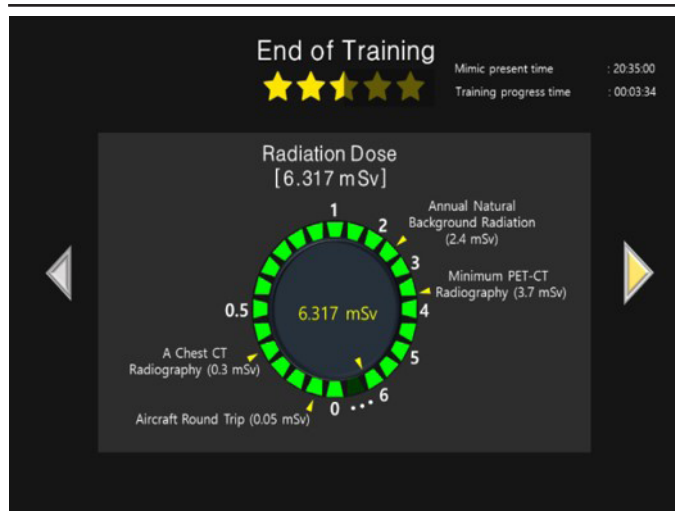 End of Training
Mimic present time : 20:35:00
Training progress time : 00:03:34
Radiation Dose
[6.317 mSv]
1
2
Annual Natural
Background Radiation
(2.4 mSv)
3
Minimum PET-CT
Radiography (3.7 mSv)
0.5
6.317 mSv
4
A Chest CT
Radiography (0.3 mSv)
5
Aircraft Round Trip (0.05 mSv)
0 ••• 6